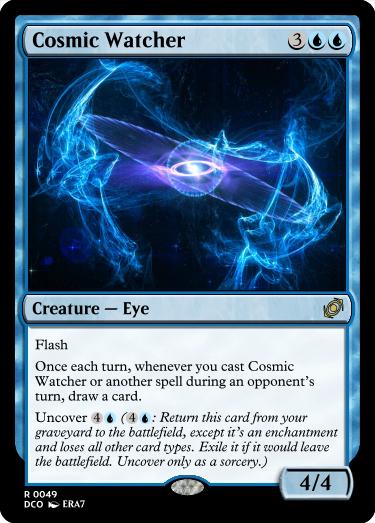 Cosmic Watcher 3
Creature — Eye
Flash
Once each turn, whenever you cast Cosmic
Watcher or another spell during an opponent's
turn, draw a card.
Uncover 4 (4: Return this card from your
graveyard to the battlefield, except it's an enchantment
and loses all other card types. Exile it if it would leave
the battlefield. Uncover only as a sorcery.)
4/4
R 0049
DCO ERA7